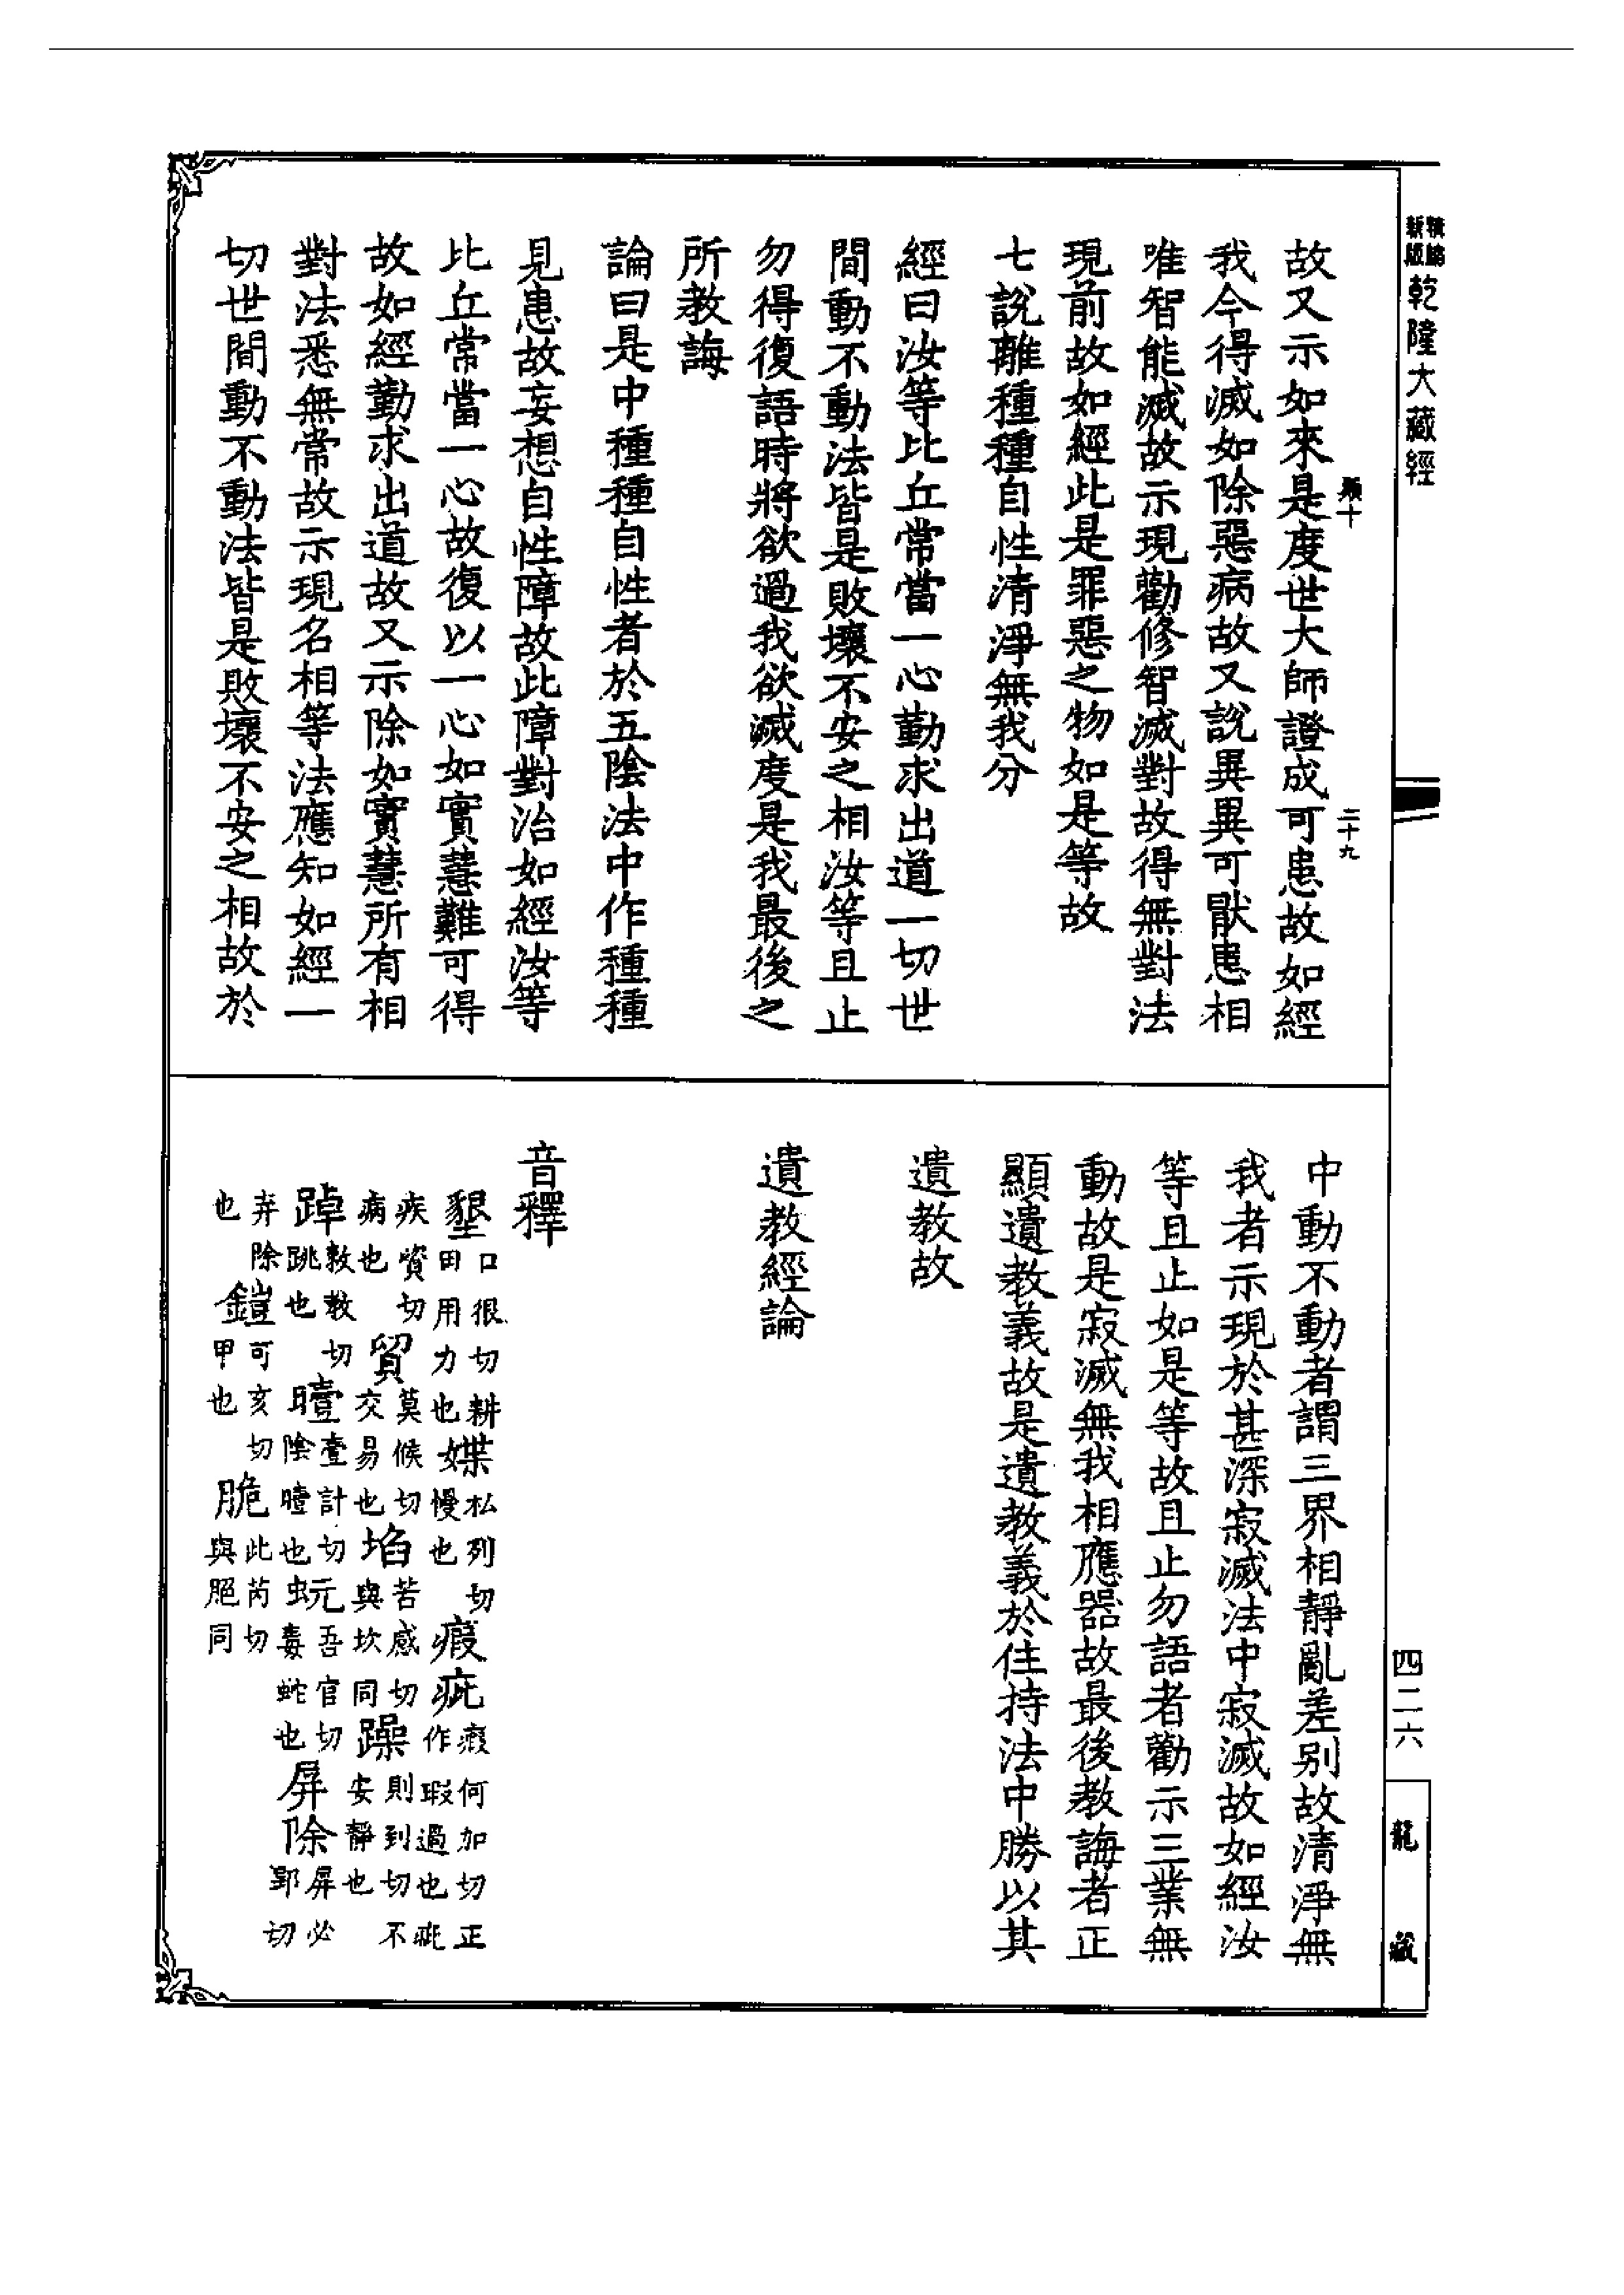 新版乾隆大藏經
十
二十九
故又示如來是度世大師證成可患故如經
我今得滅如除惡病故又說異異可猒患相
唯智能滅故示現勸修智滅對故得無對法
現前故如經此是罪惡之物如是等故
七說離種種自性清淨無我分
經曰汝等比丘常當一心勤求出道一切世
間動不動法皆是敗壞不安之相汝等且止
勿得復語時將欲過我欲滅度是我最後之
所教誨
論曰是中種種自性者於五陰法中作種種
見患故妄想自性障故此障對治如經汝等
比丘常當一心故復以一心如實慧難可得
故如經勤求出道故又示除如實慧所有相
對法悉無常故示現名相等法應知如經一
切世間動不動法皆是敗壞不安之相故於
四二六
龍藏
中動不動者謂三界相靜亂差別故清淨無
我者示現於甚深寂滅法中寂滅故如經汝
等且止如是等故且止勿語者勸示三業無
動故是寂滅無我相應器故最後教誨者正
顯遺教義故是遺教義於住持法中勝以其
遺教故
遺教經論
音釋
墾口很切耕田用力也媟私列切慢也瘕疵瘕何加切正作瑕過也疵
疾資切病也貿莫候切交易也埳苦感切與坎同躁則到切不安靜也
踔敕教切跳也曀壹計切陰曀也蚖吾官切毒蛇也屏除屏必郢切
弃除也鎧可亥切甲也脆此芮切與脃同